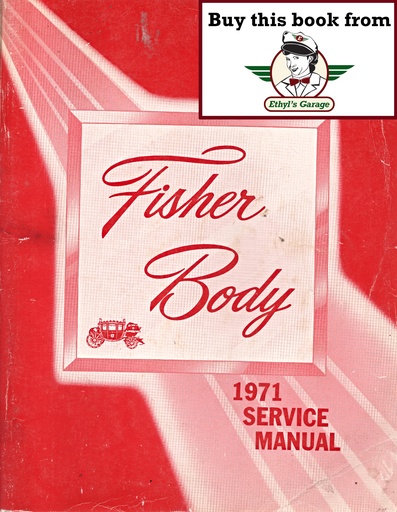 Buy this book from
Ethyl's Garage
Fisher
Body
1971
SERVICE
MANUAL